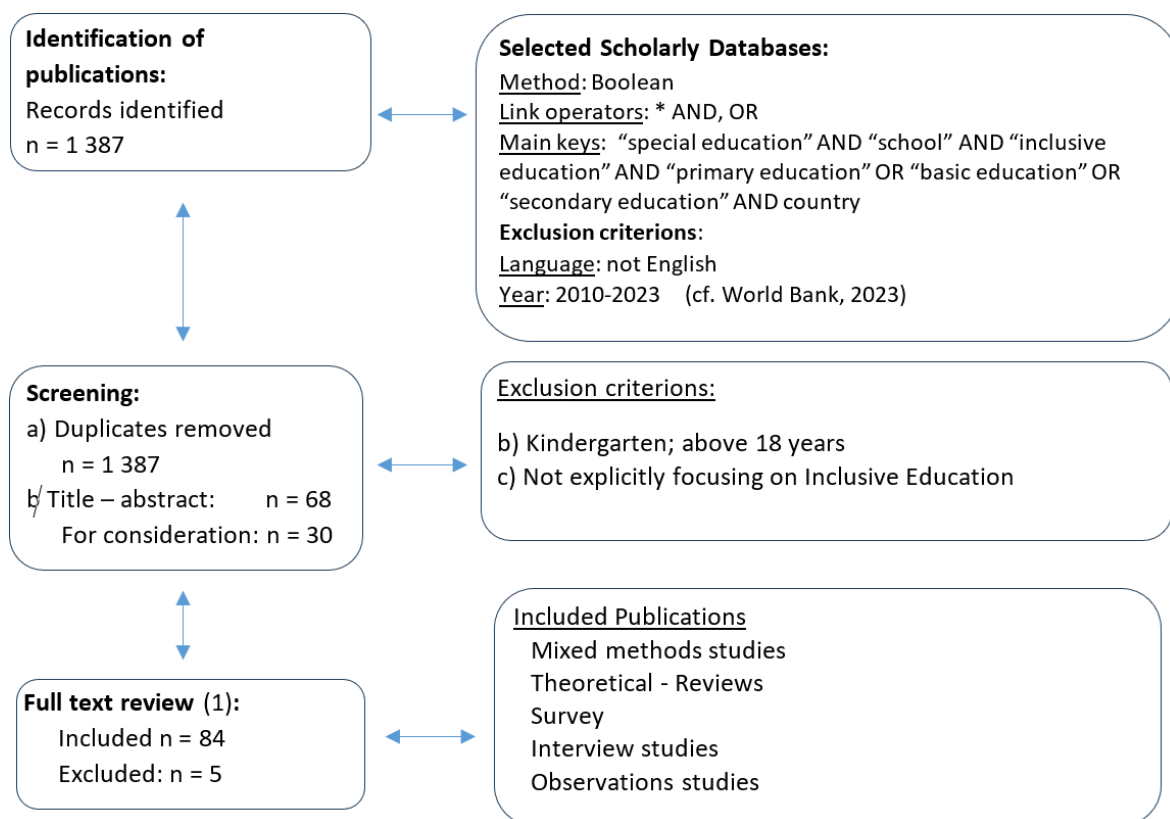 Identification of
publications:
Records identified
n = 1 387
Selected Scholarly Databases:
Method: Boolean
Link operators: * AND, OR
Main keys: “special education” AND “school” AND “inclusive
education” AND “primary education” OR “basic education” OR
“secondary education” AND country
Exclusion criterions:
Language: not English
Year: 2010-2023 (cf. World Bank, 2023)
Screening:
a) Duplicates removed
n = 1 387
b) Title – abstract: n = 68
For consideration: n = 30
Exclusion criterions:
b) Kindergarten; above 18 years
c) Not explicitly focusing on Inclusive Education
Full text review (1):
Included n = 84
Excluded: n = 5
Included Publications
Mixed methods studies
Theoretical - Reviews
Survey
Interview studies
Observations studies